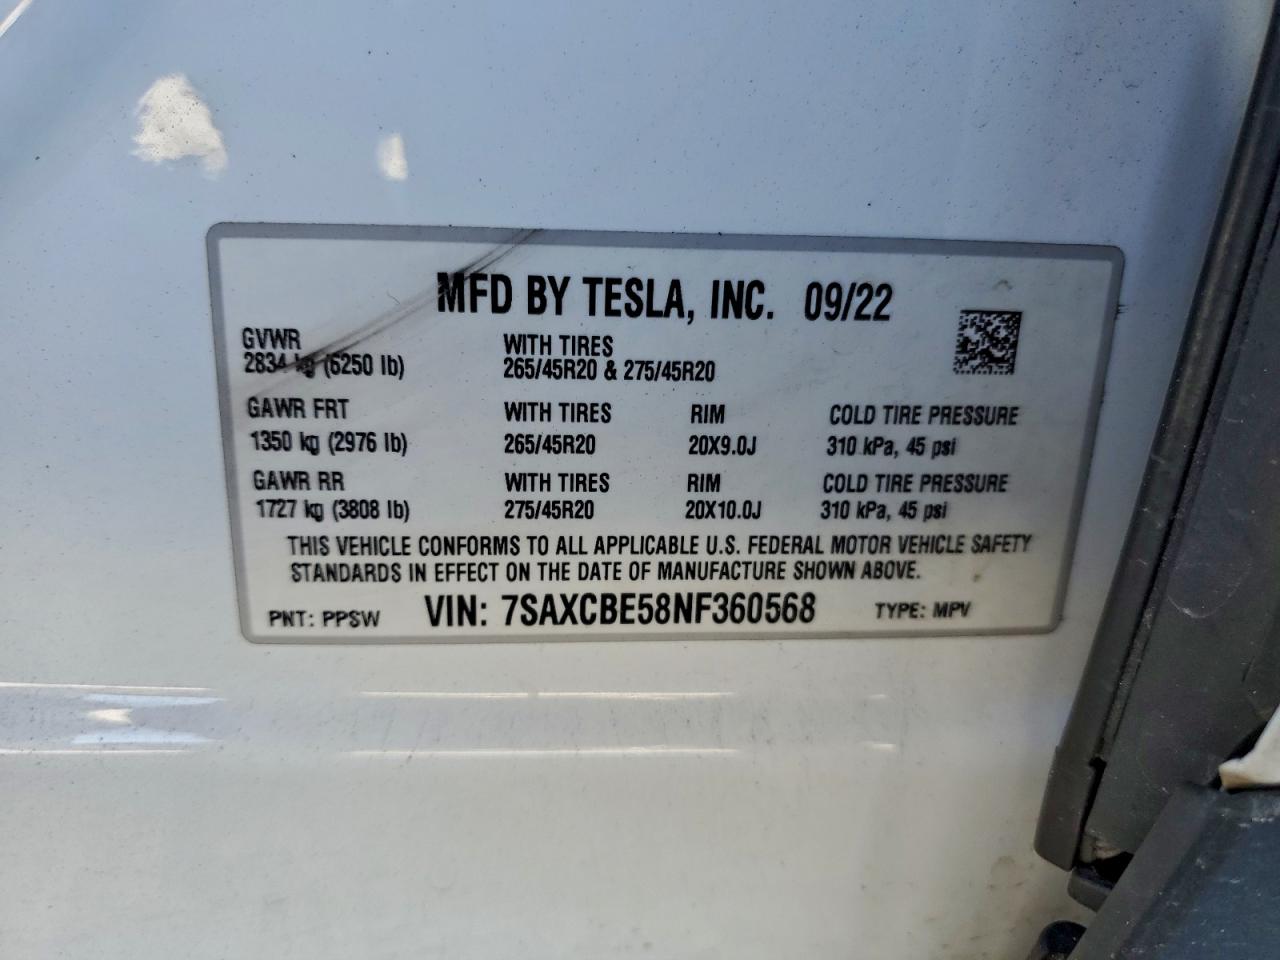 MFD BY TESLA, INC. 09/22
GVWR
2834 kg (6250 lb)
WITH TIRES
265/45R20 & 275/45R20
GAWR FRT WITH TIRES RIM COLD TIRE PRESSURE
1350 kg (2976 lb) 265/45R20 20X9.0J 310 kPa, 45 psi
GAWR RR WITH TIRES RIM COLD TIRE PRESSURE
1727 kg (3808 lb) 275/45R20 20X10.0J 310 kPa, 45 psi
THIS VEHICLE CONFORMS TO ALL APPLICABLE U.S. FEDERAL MOTOR VEHICLE SAFETY
STANDARDS IN EFFECT ON THE DATE OF MANUFACTURE SHOWN ABOVE.
PNT: PPSW VIN: 7SAXCBE58NF360568 TYPE: MPV